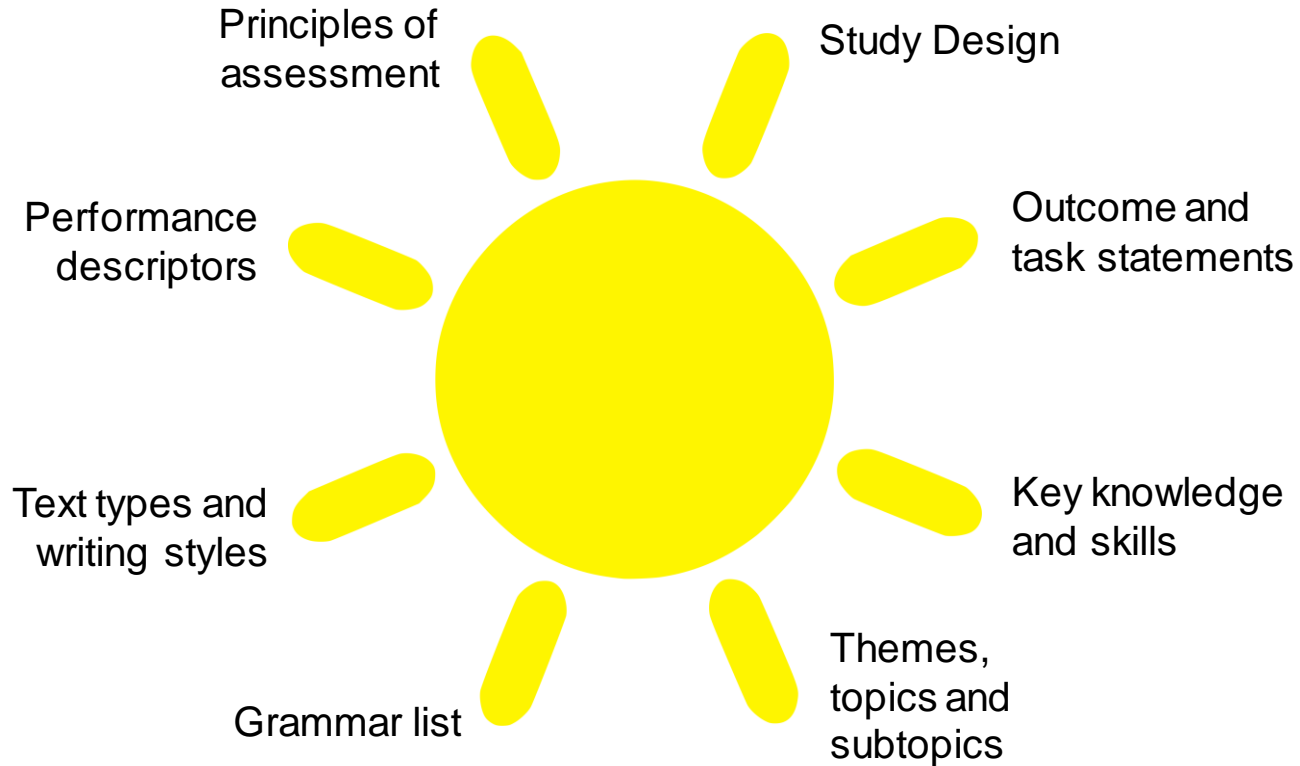 Principles of
assessment
Study Design
Performance
descriptors
Outcome and
task statements
Text types and
writing styles
Key knowledge
and skills
Grammar list
Themes,
topics and
subtopics